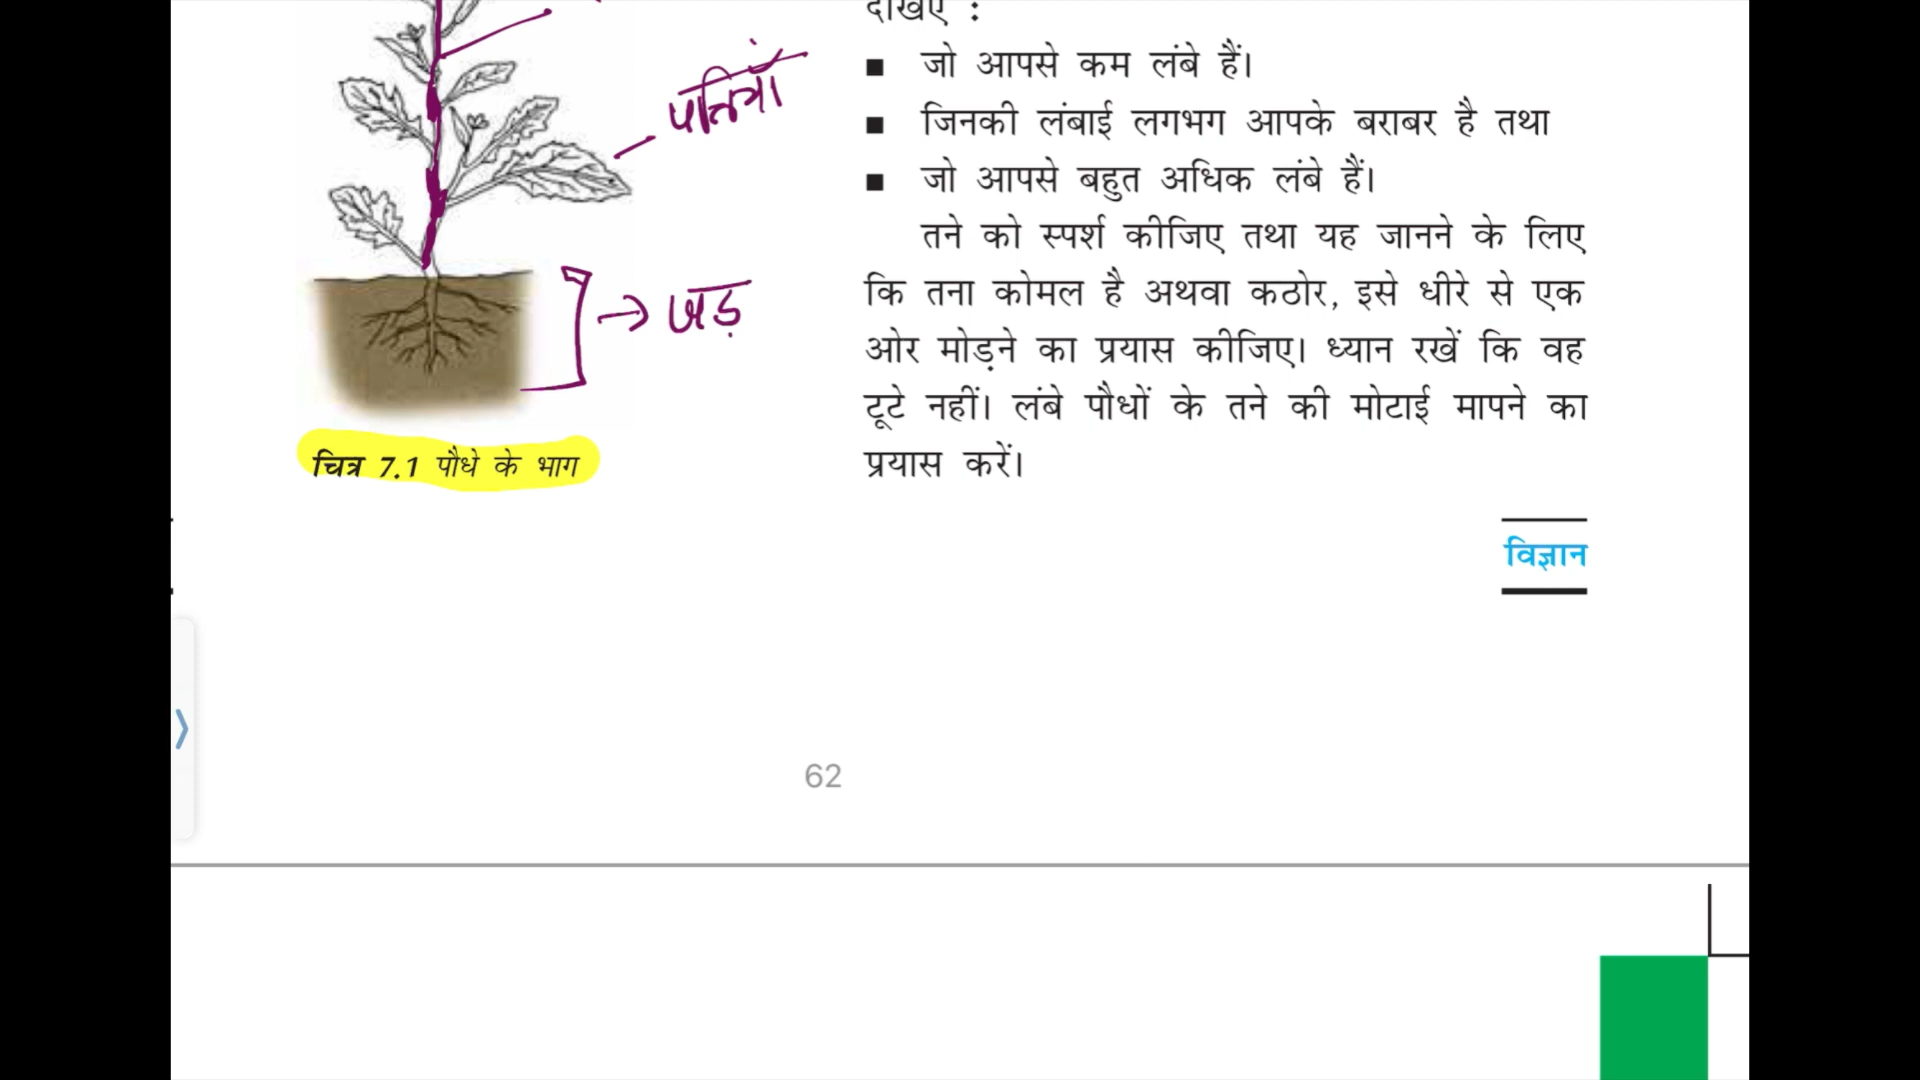 पत्तियाँ
जड़
चित्र 7.1 पौधे के भाग
देखिए :
■ जो आपसे कम लंबे हैं।
■ जिनकी लंबाई लगभग आपके बराबर है तथा
■ जो आपसे बहुत अधिक लंबे हैं।
तने को स्पर्श कीजिए तथा यह जानने के लिए
कि तना कोमल है अथवा कठोर, इसे धीरे से एक
ओर मोड़ने का प्रयास कीजिए। ध्यान रखें कि वह
टूटे नहीं। लंबे पौधों के तने की मोटाई मापने का
प्रयास करें।
विज्ञान
62